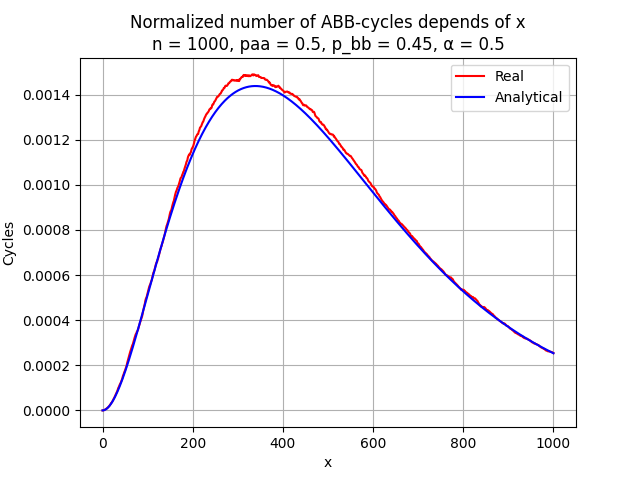 Normalized number of ABB-cycles depends of x
n = 1000, paa = 0.5, p_bb = 0.45, α = 0.5
Real
Analytical
0.0014
0.0012
0.0010
0.0008
0.0006
0.0004
0.0002
0.0000
Cycles
0
200
400
600
800
1000
x